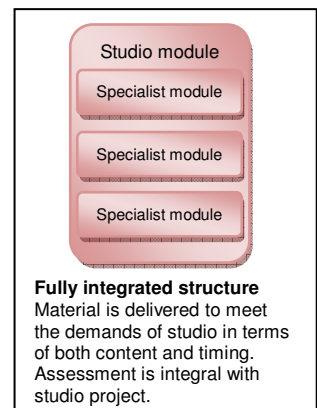 Studio module
Specialist module
Specialist module
Specialist module
Fully integrated structure
Material is delivered to meet
the demands of studio in terms
of both content and timing.
Assessment is integral with
studio project.